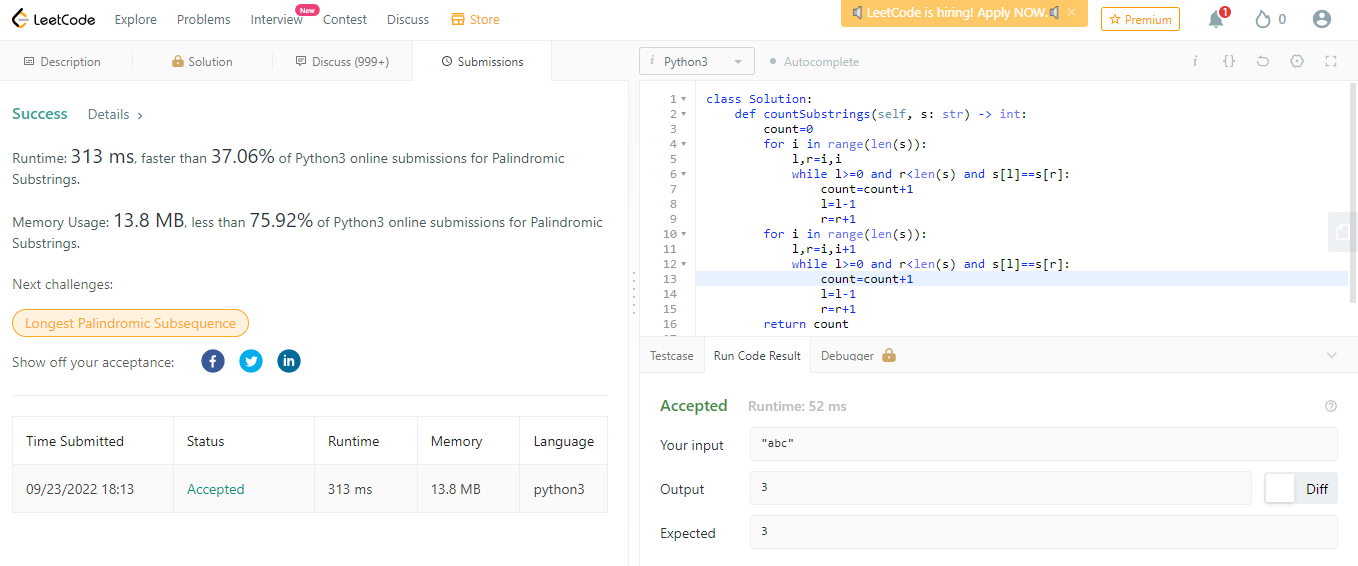 LeetCode Explore Problems Interview New Contest Discuss Store LeetCode is hiring! Apply NOW. × Premium 1 0
Description Solution Discuss (999+) Submissions
Success Details >
Runtime: 313 ms, faster than 37.06% of Python3 online submissions for Palindromic
Substrings.
Memory Usage: 13.8 MB, less than 75.92% of Python3 online submissions for Palindromic
Substrings.
Next challenges:
Longest Palindromic Subsequence
Show off your acceptance:
Time Submitted Status Runtime Memory Language
09/23/2022 18:13 Accepted 313 ms 13.8 MB python3
i Python3 Autocomplete i {}
1 class Solution:
2 def countSubstrings(self, s: str) -> int:
3 count=0
4 for i in range(len(s)):
5 l,r=i,i
6 while l>=0 and r<len(s) and s[l]==s[r]:
7 count=count+1
8 l=l-1
9 r=r+1
10 for i in range(len(s)):
11 l,r=i,i+1
12 while l>=0 and r<len(s) and s[l]==s[r]:
13 count=count+1
14 l=l-1
15 r=r+1
16 return count
Testcase Run Code Result Debugger
Accepted Runtime: 52 ms
Your input "abc"
Output 3 Diff
Expected 3